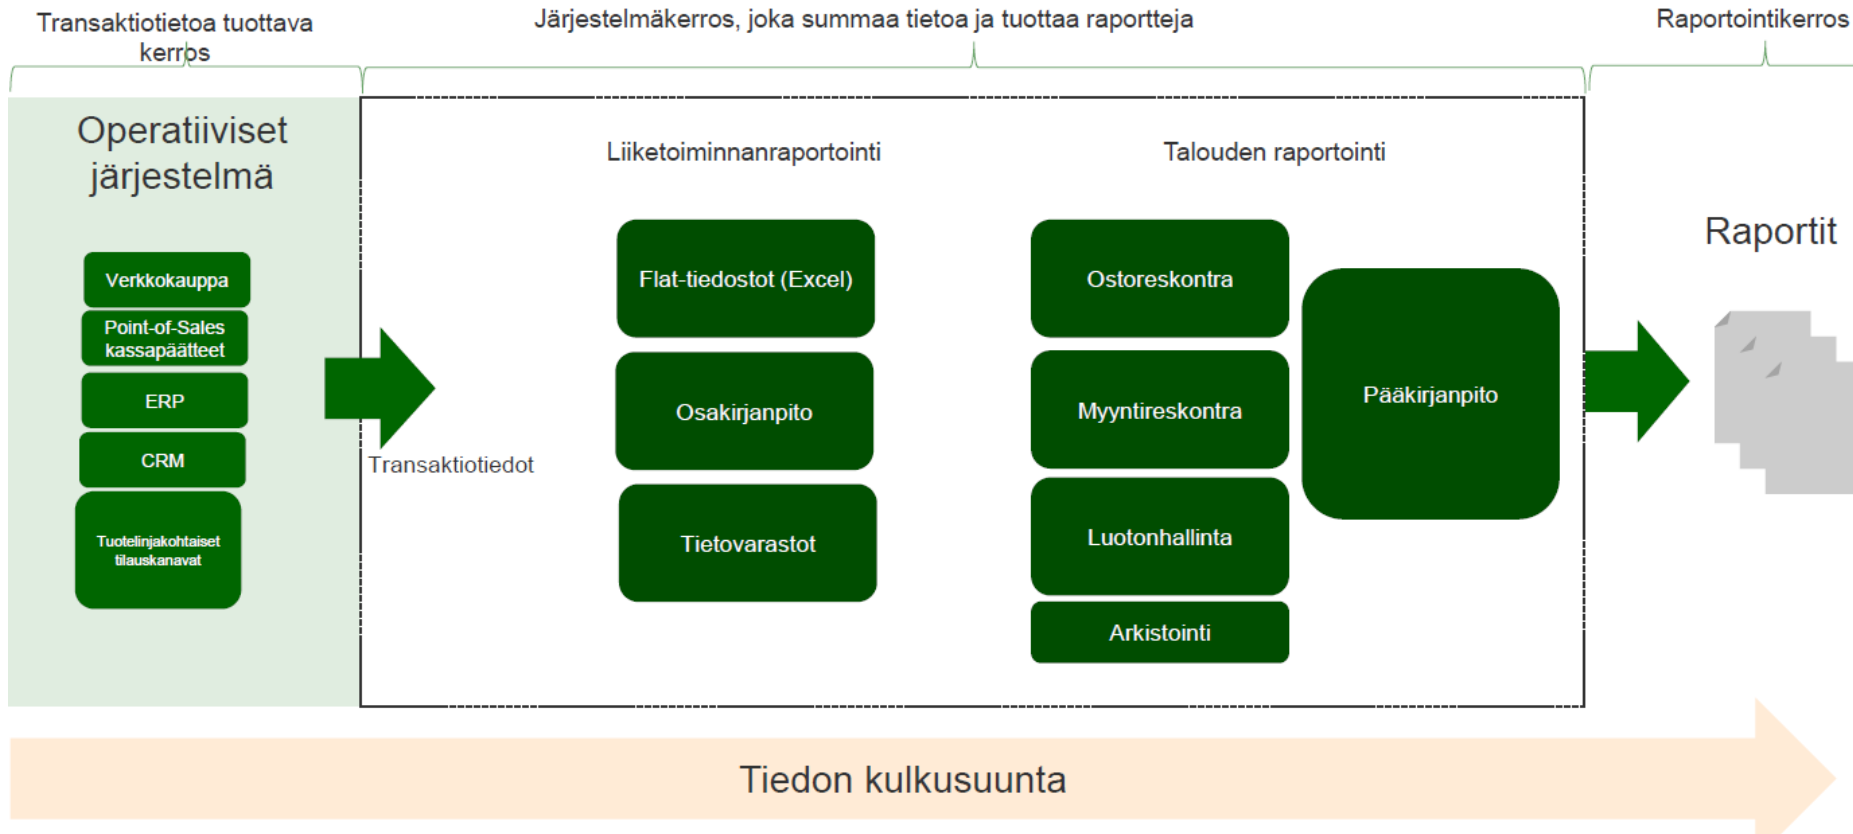 Transaktiotietoa tuottava
kerros
Järjestelmäkerros, joka summaa tietoa ja tuottaa raportteja
Raportointikerros
Operatiiviset
järjestelmä
Verkkokauppa
Point-of-Sales
kassapäätteet
ERP
CRM
Tuotelinjakohtaiset
tilauskanavat
Transaktiotiedot
Liiketoiminnanraportointi
Flat-tiedostot (Excel)
Osakirjanpito
Tietovarastot
Talouden raportointi
Ostoreskontra
Myyntireskontra
Luotonhallinta
Arkistointi
Pääkirjanpito
Raportit
Tiedon kulkusuunta